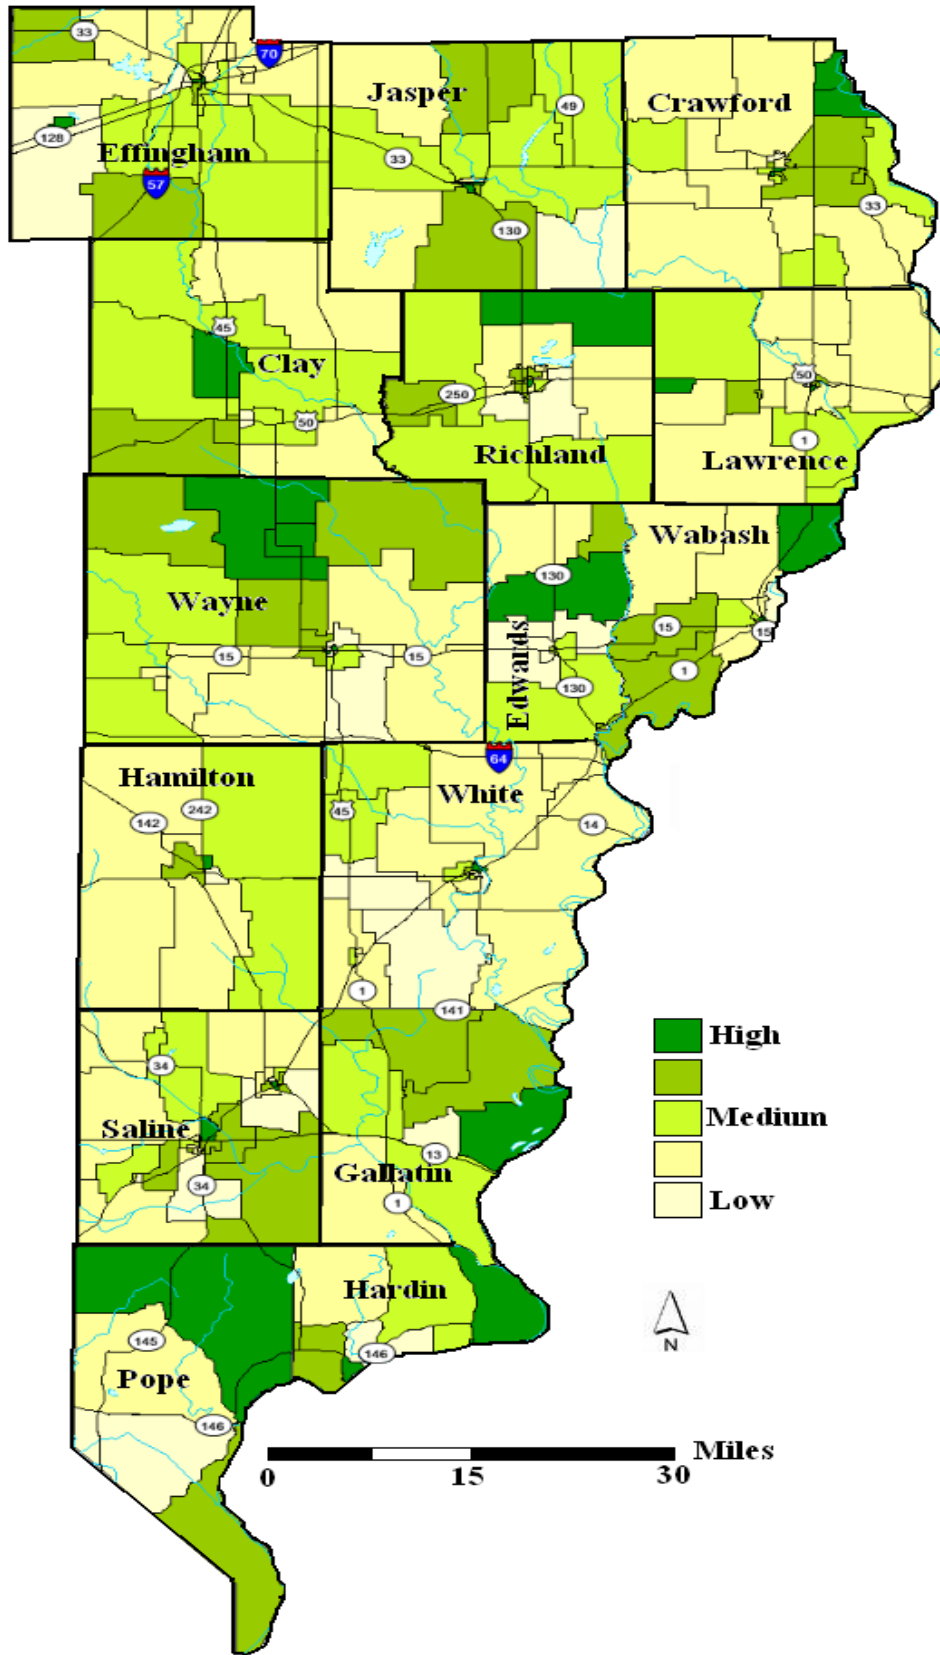 33
70
Jasper
49
Crawford
128
Effingham
33
57
33
130
45
Clay
50
250
50
Richland
1
Lawrence
Wabash
130
Wayne
15
15
15
15
1
Edwards
130
64
Hamilton
White
242
142
45
14
1
141
High
34
Medium
Saline
13
Gallatin
34
1
Low
Hardin
145
146
N
Pope
146
Miles
0
15
30